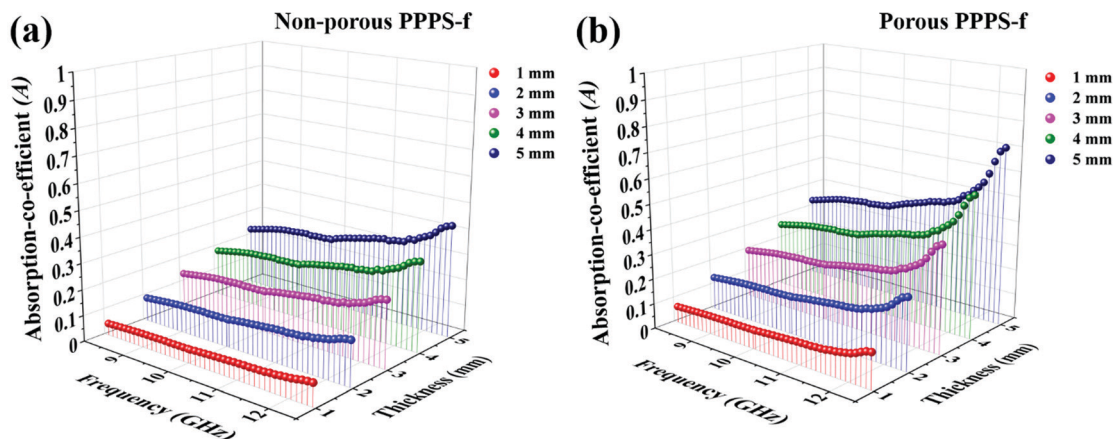 (a)
Non-porous PPPS-f
Absorption-co-efficient (A)
1
0.9
0.8
0.7
0.6
0.5
0.4
0.3
0.2
0.1
0
9
10
11
12
Frequency (GHz)
1
2
3
4
5
Thickness (mm)
1 mm
2 mm
3 mm
4 mm
5 mm
(b)
Porous PPPS-f
Absorption-co-efficient (A)
1
0.9
0.8
0.7
0.6
0.5
0.4
0.3
0.2
0.1
0
9
10
11
12
Frequency (GHz)
1
2
3
4
5
Thickness (mm)
1 mm
2 mm
3 mm
4 mm
5 mm